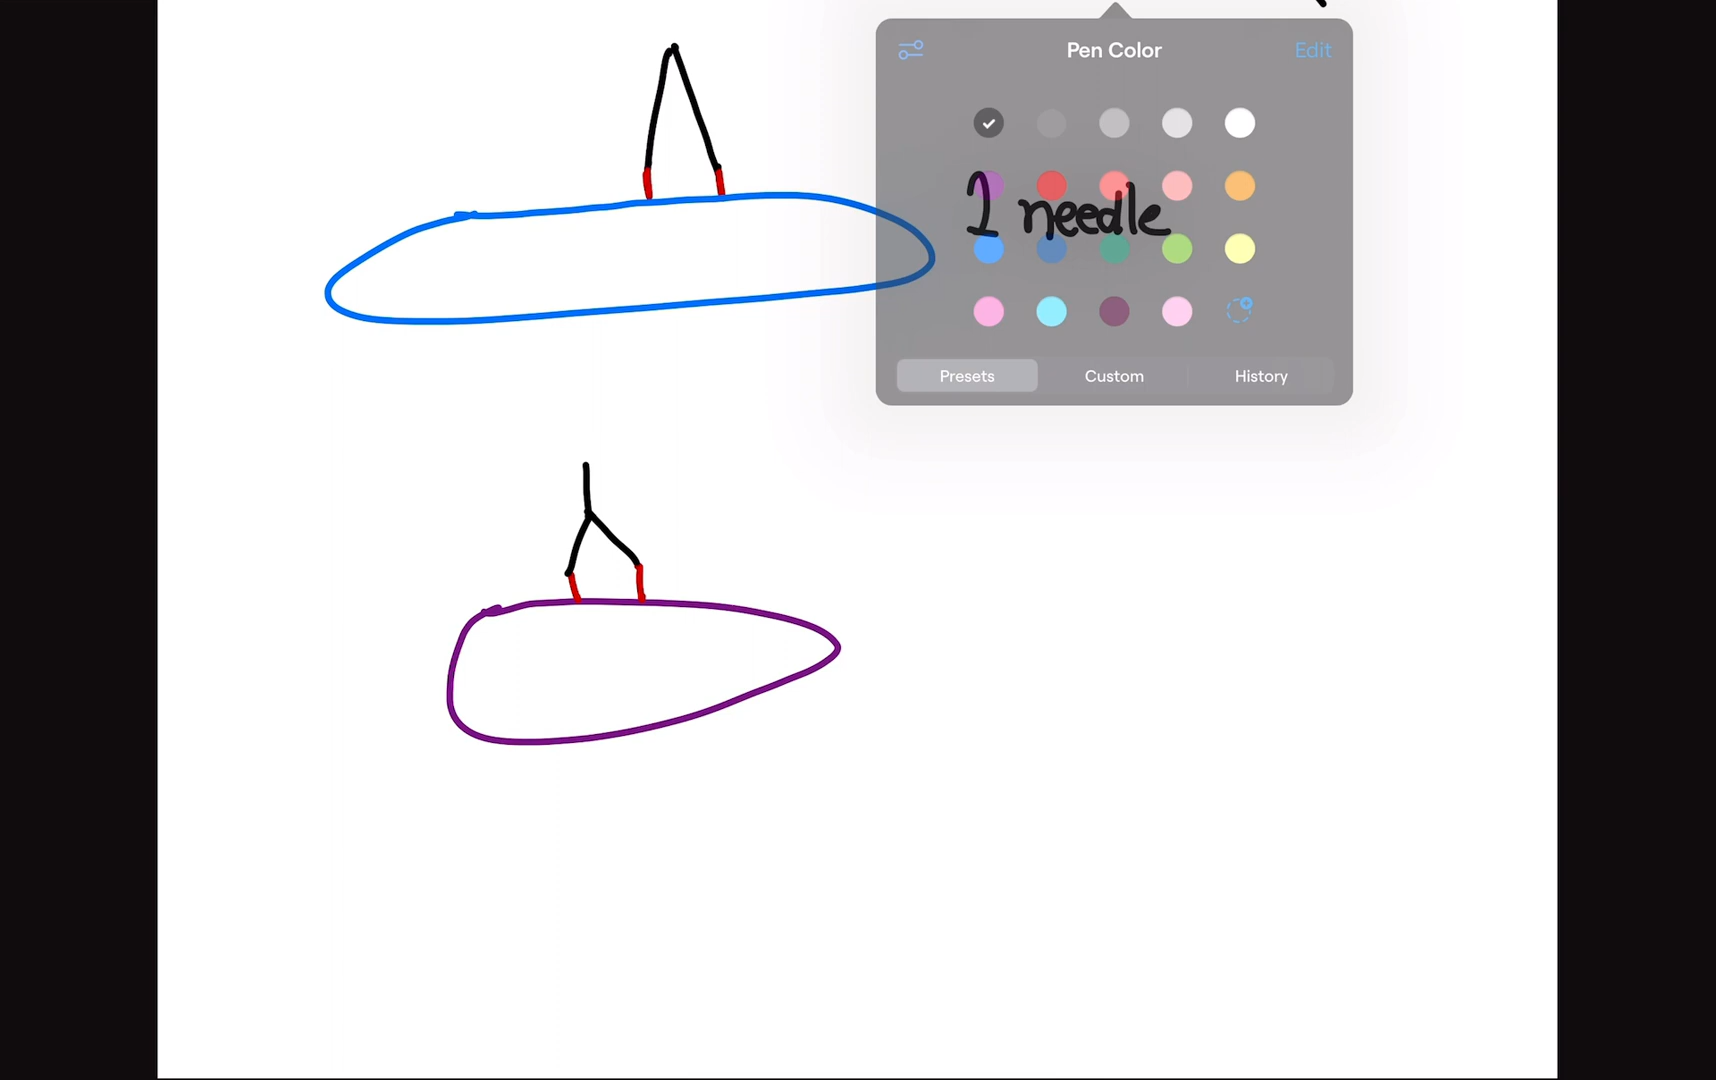 Pen Color
Edit
1 needle
Presets
Custom
History